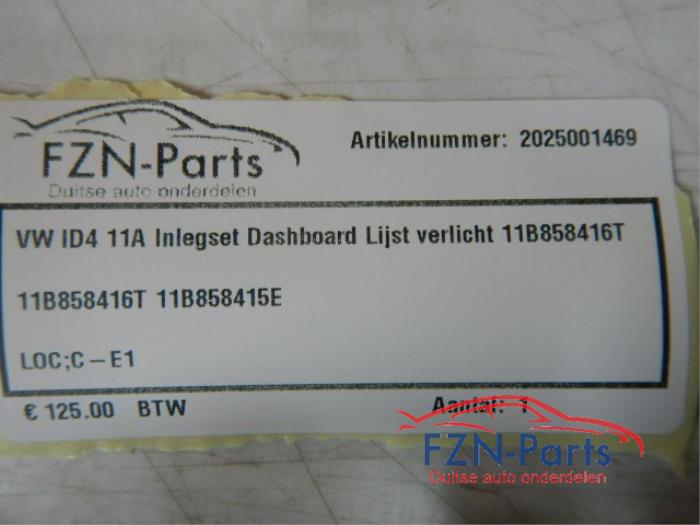 FZN-Parts
Duitse auto onderdelen
Artikelnummer: 2025001469
VW ID4 11A Inlegset Dashboard Lijst verlicht 11B858416T
11B858416T 11B858415E
LOC;C-E1
€ 125.00 BTW
Aantal: 1
FZN-Parts
Duitse auto onderdelen